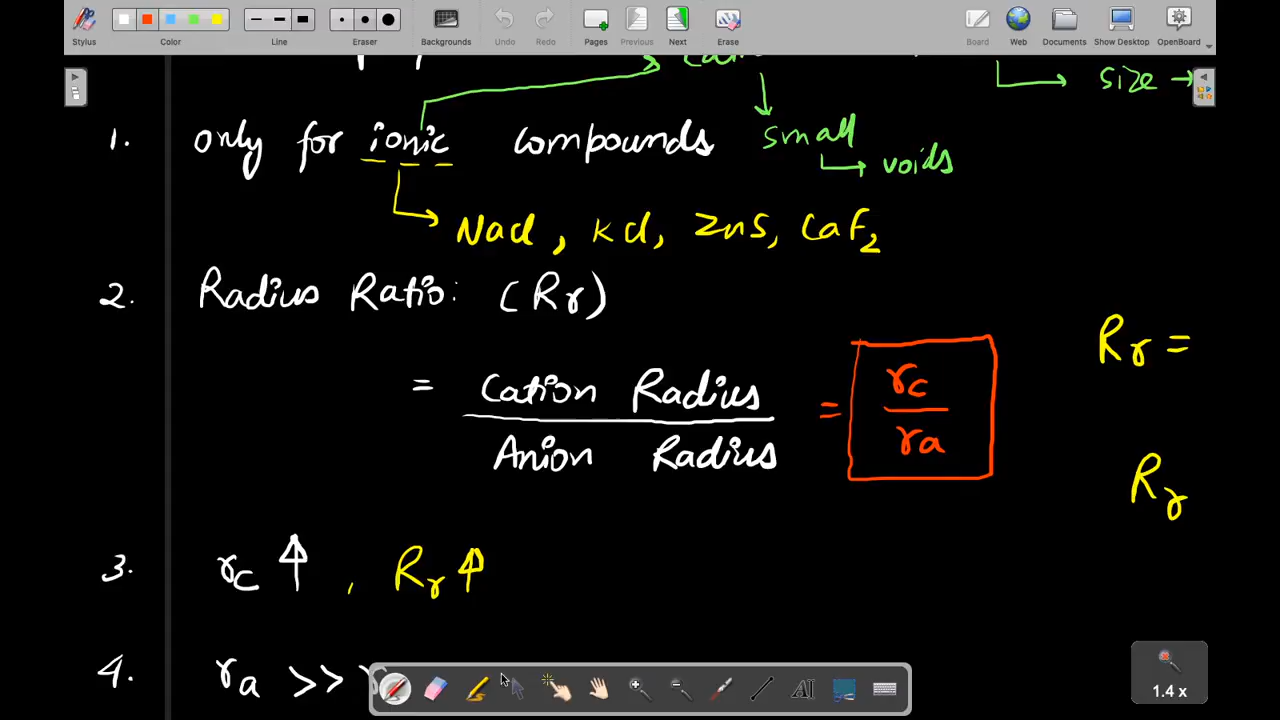 Stylus Color Line Eraser Backgrounds Undo Redo Pages Previous Next Erase Board Web Documents Show Desktop OpenBoard
size →
1. only for ionic compounds small
voids
Nacl, Kcl, ZnS, CaF2
2. Radius Ratio: (Rr)
Rr =
= Cation Radius = rc
Anion Radius ra
Rr
3. rc ↑, Rr ↑
4. ra >>
1.4 x